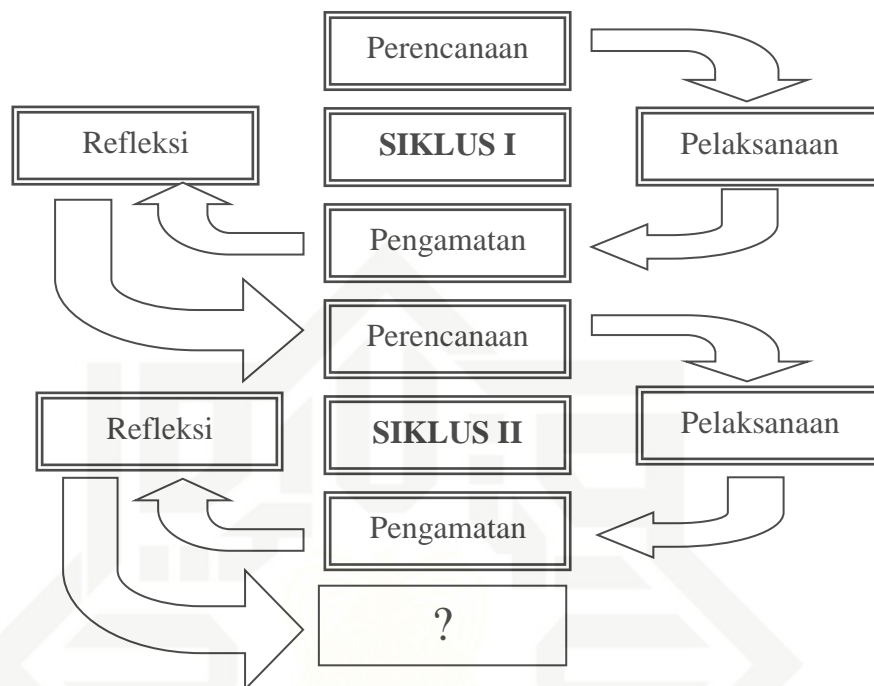 Perencanaan
Refleksi
SIKLUS I
Pelaksanaan
Pengamatan
Perencanaan
Refleksi
SIKLUS II
Pelaksanaan
Pengamatan
?